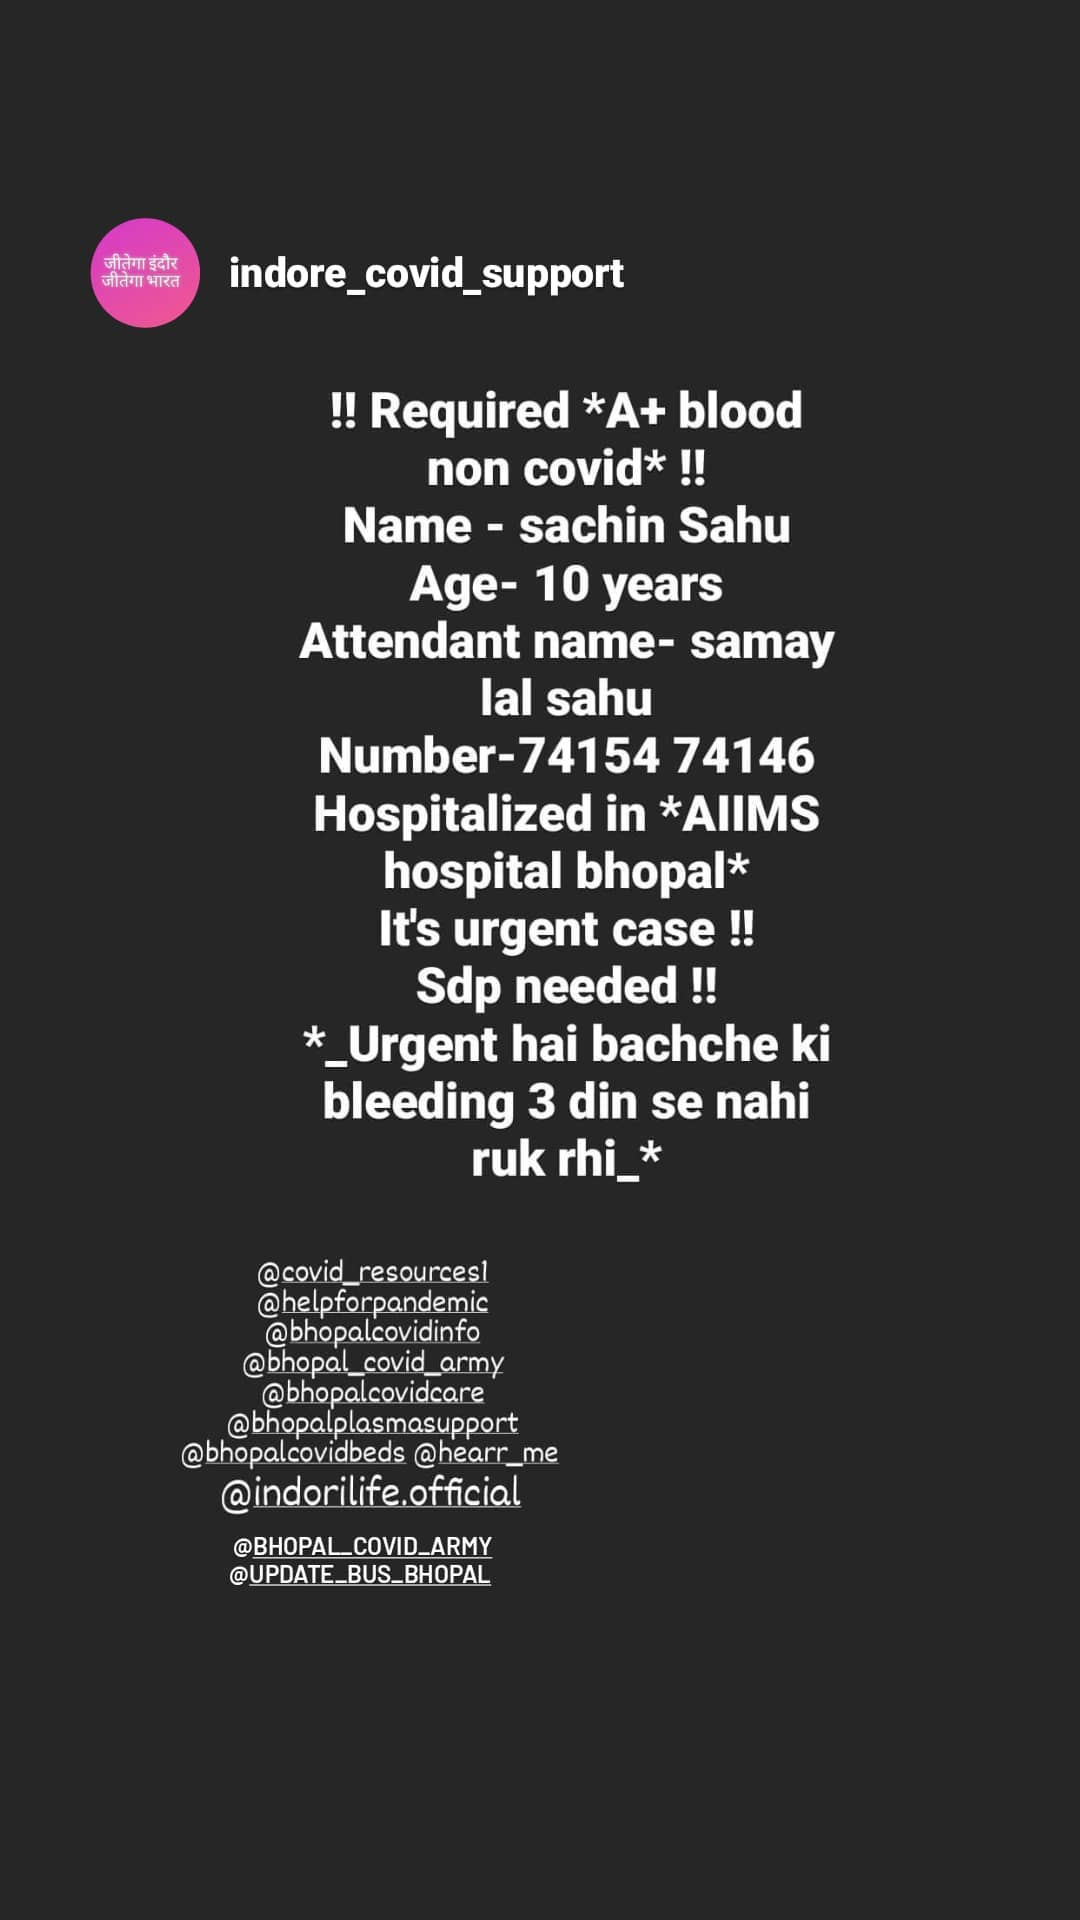 जीतेगा इंदौर
जीतेगा भारत
indore_covid_support
!! Required *A+ blood
non covid* !!
Name - sachin Sahu
Age- 10 years
Attendant name- samay
lal sahu
Number-74154 74146
Hospitalized in *AIIMS
hospital bhopal*
It's urgent case !!
Sdp needed !!
*_Urgent hai bachche ki
bleeding 3 din se nahi
ruk rhi_*
@covid_resources1
@helpforpandemic
@bhopalcovidinfo
@bhopal_covid_army
@bhopalcovidcare
@bhopalplasmasupport
@bhopalcovidbeds @hearr_me
@indorilife.official
@BHOPAL_COVID_ARMY
@UPDATE_BUS_BHOPAL